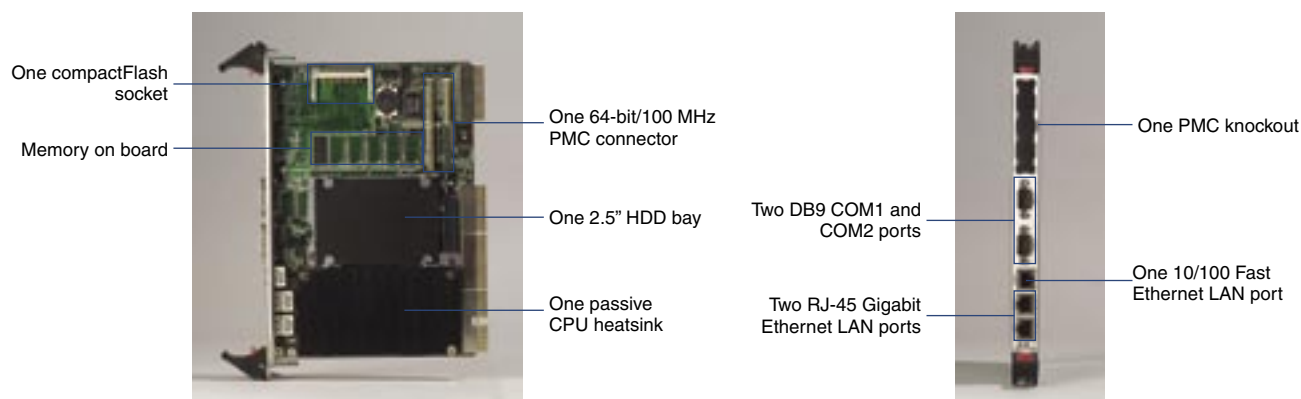 One compactFlash
socket
Memory on board
One 64-bit/100 MHz
PMC connector
One 2.5” HDD bay
One passive
CPU heatsink
One PMC knockout
Two DB9 COM1 and
COM2 ports
One 10/100 Fast
Ethernet LAN port
Two RJ-45 Gigabit
Ethernet LAN ports